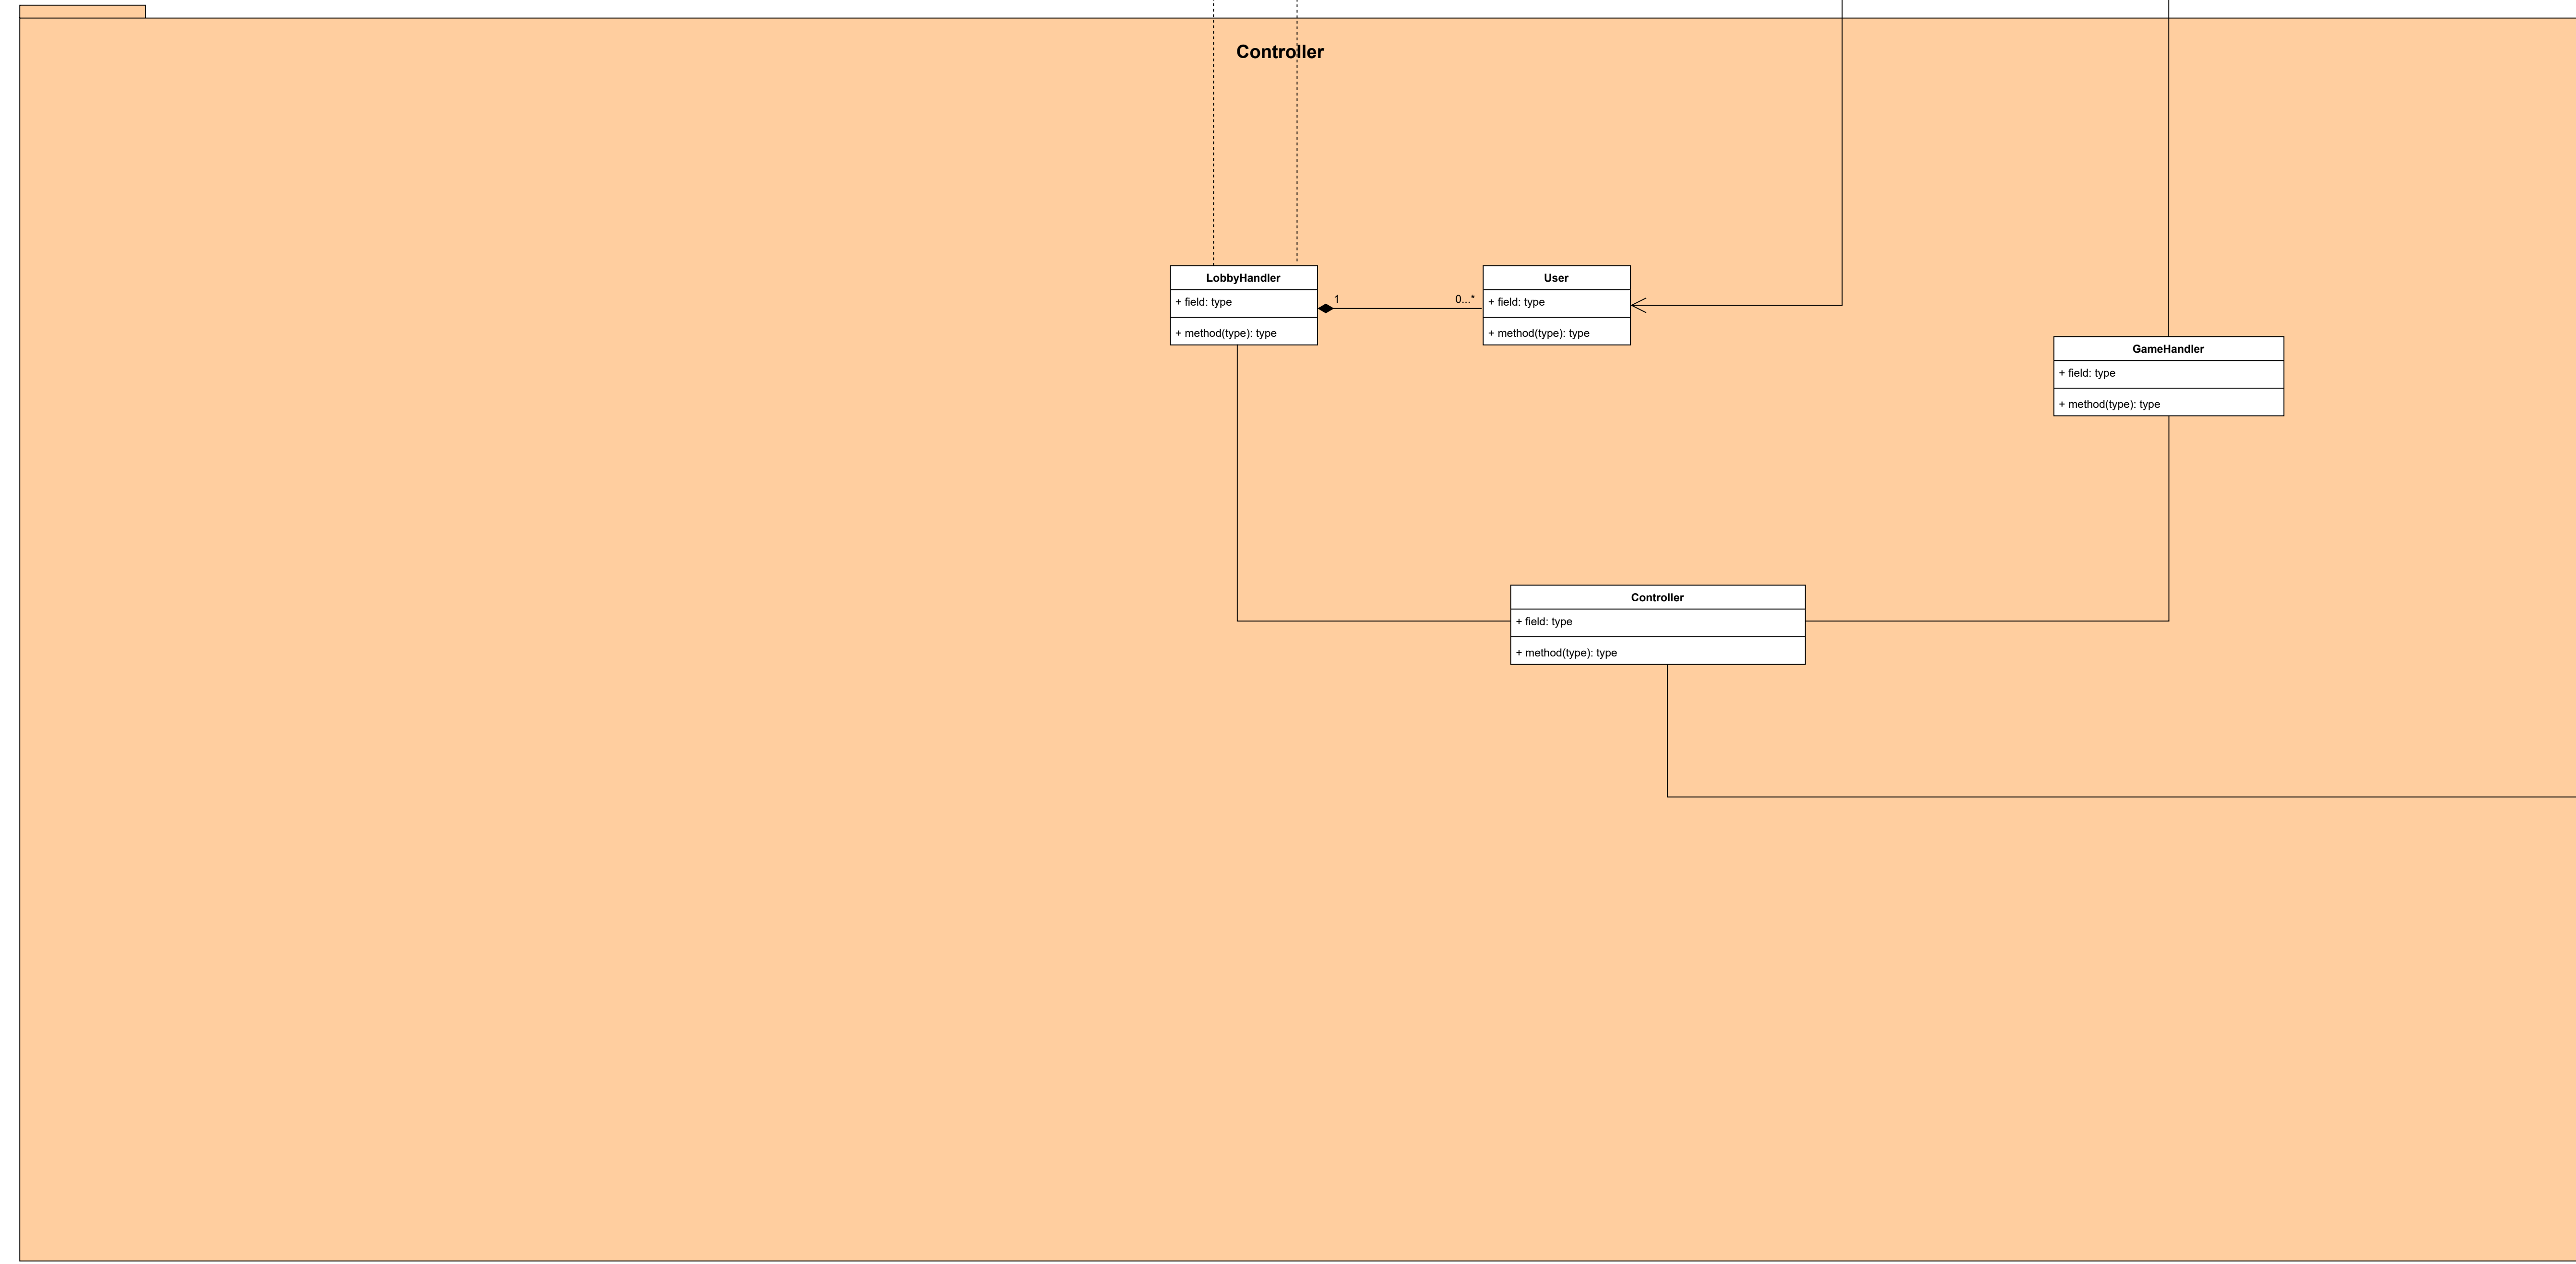 Controller
LobbyHandler
+ field: type
+ method(type): type
1
0...*
User
+ field: type
+ method(type): type
GameHandler
+ field: type
+ method(type): type
Controller
+ field: type
+ method(type): type